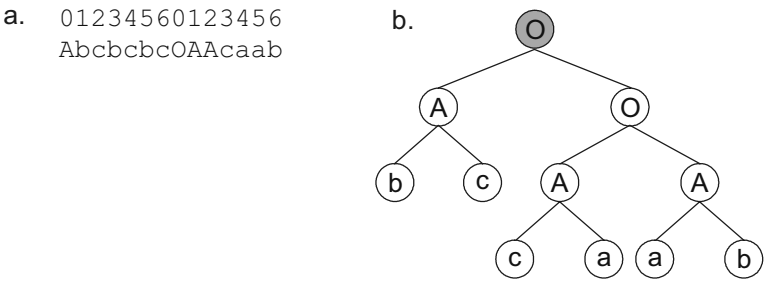 a.
01234560123456
AbcbcbcOAAcaab
b.
O
A O
b c A A
c a a b